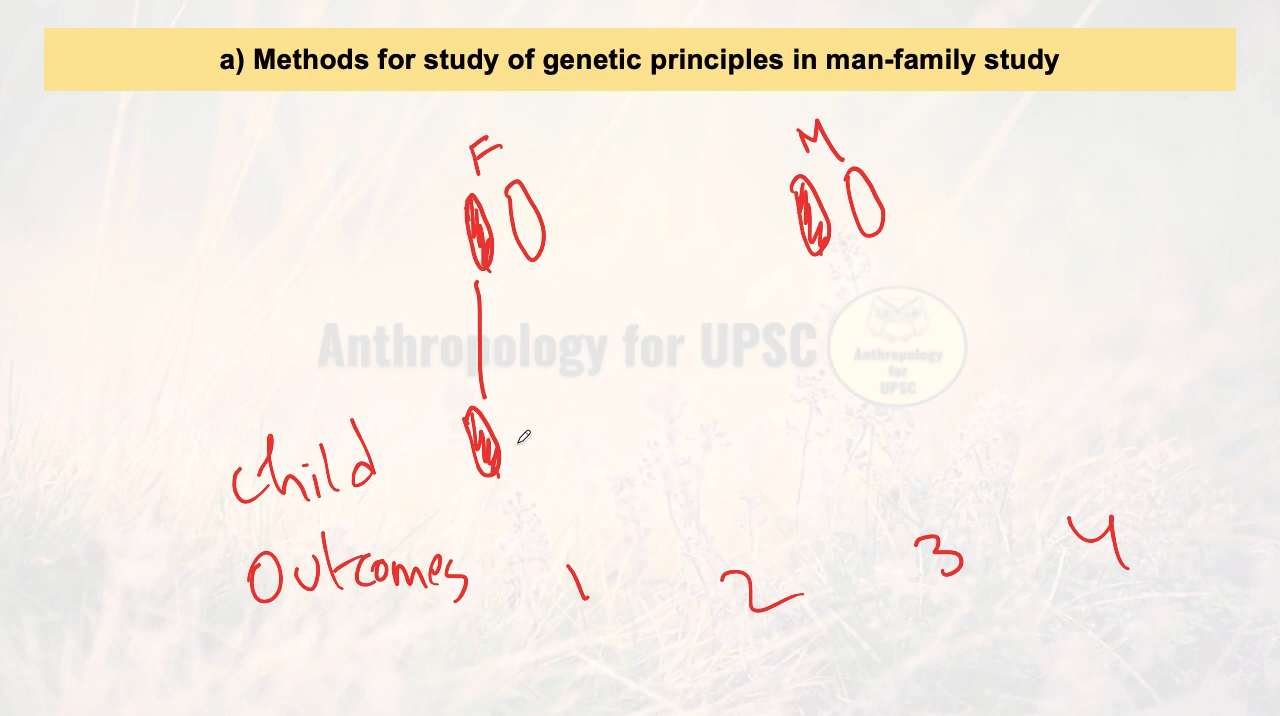 a) Methods for study of genetic principles in man-family study
F M
Anthropology for UPSC
Anthropology
for
UPSC
Child
Outcomes 1 2 3 4